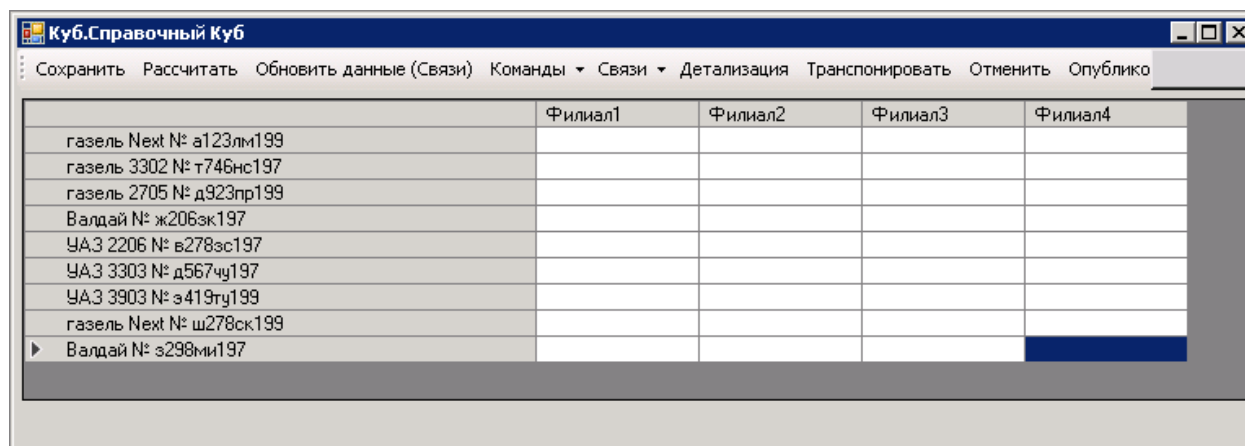 Куб.Справочный Куб
Сохранить Рассчитать Обновить данные (Связи) Команды Связи Детализация Транспонировать Отменить Опублико
Филиал1 Филиал2 Филиал3 Филиал4
газель Next № а123лм199
газель 3302 № т746нс197
газель 2705 № д923пр199
Валдай № ж206зк197
УАЗ 2206 № в278зс197
УАЗ 3303 № д567чу197
УАЗ 3903 № э419ту199
газель Next № ш278ск199
Валдай № з298ми197